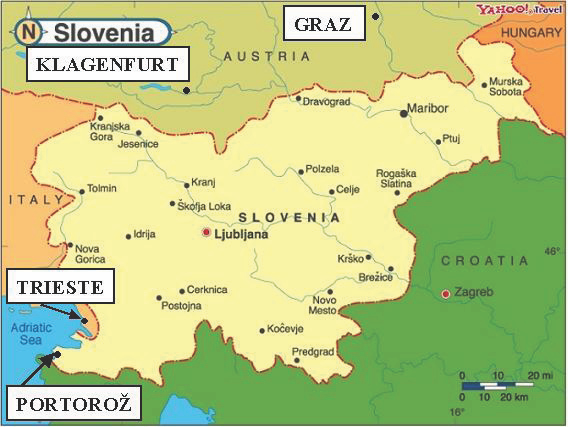 N Slovenia
GRAZ
YAHOO! Travel
HUNGARY
AUSTRIA
KLAGENFURT
Murska
Sobota
Dravograd
Maribor
Kranjska
Gora
Jesenice
Ptuj
Polzela
Rogaška
Slatina
Kranj
Celje
Tolmin
ITALY
Škofja Loka
SLOVENIA
Ljubljana
Idrija
Nova
Gorica
Krško
Brežice
CROATIA
46°
TRIESTE
Cerknica
Postojna
Novo
Mesto
Zagreb
Adriatic
Sea
Kočevje
Predgrad
PORTOROŽ
0 10 20 mi
0 10 20 km
16°